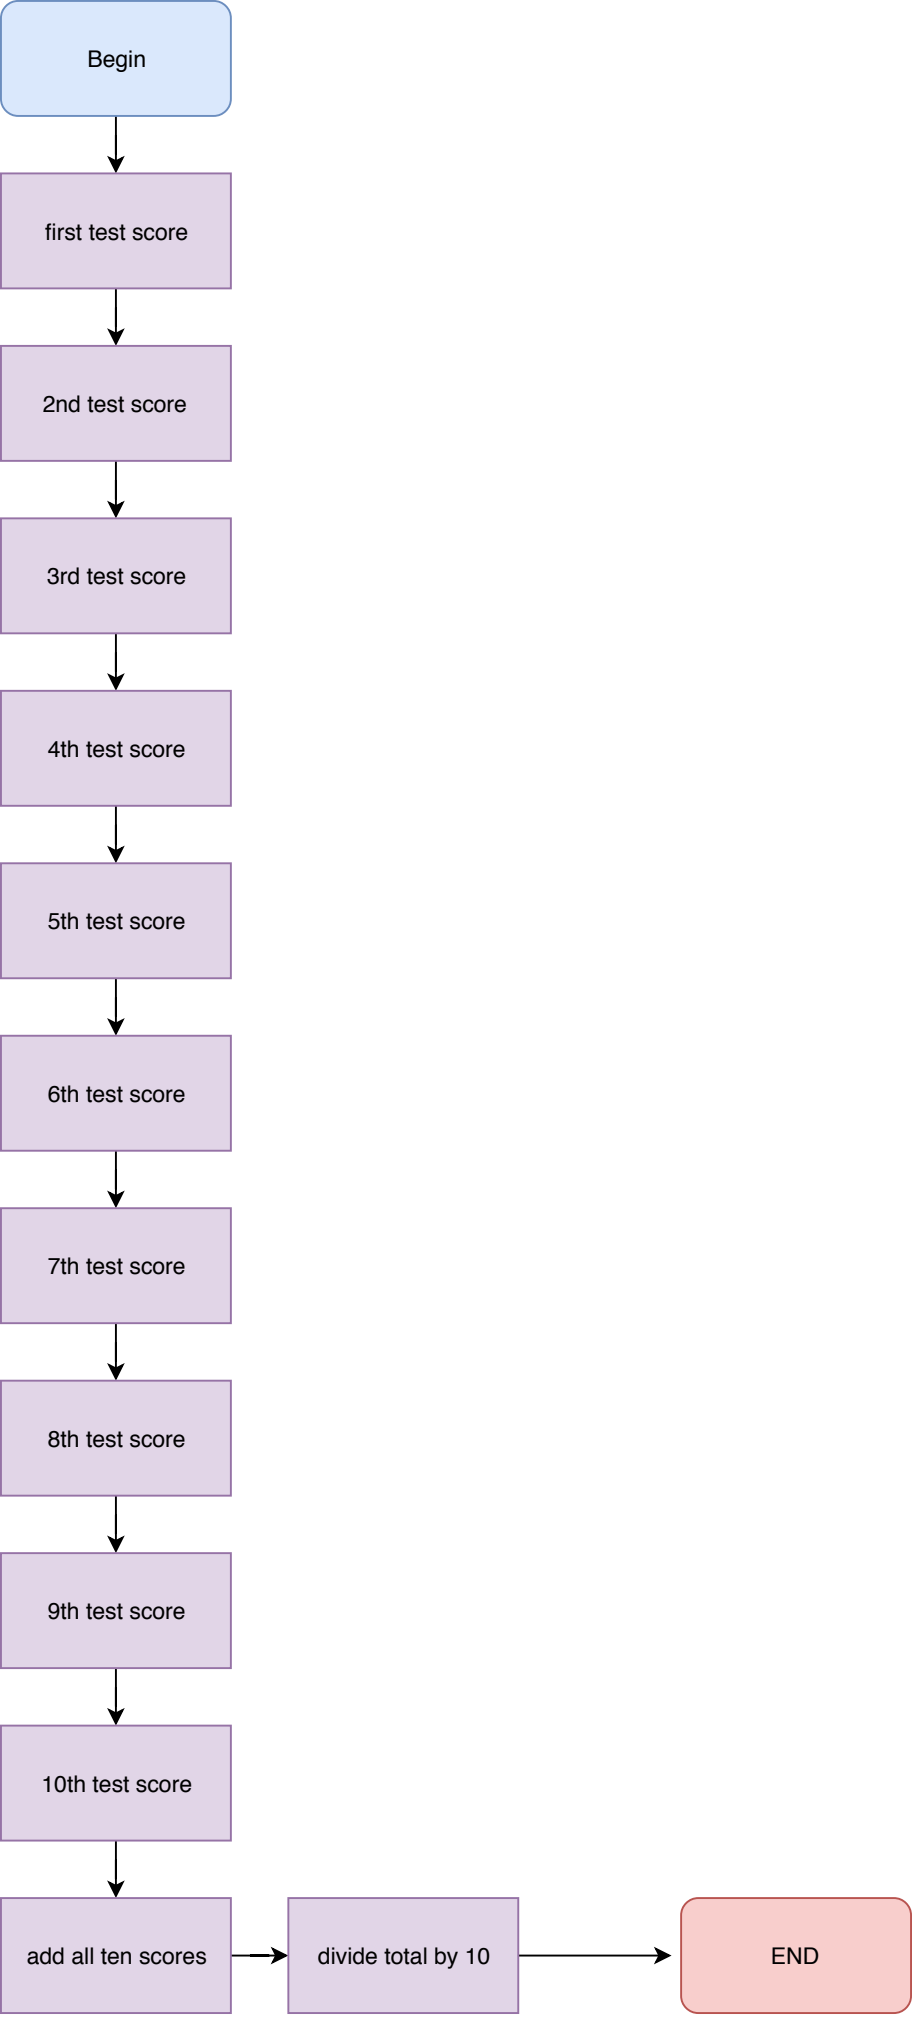 Begin
first test score
2nd test score
3rd test score
4th test score
5th test score
6th test score
7th test score
8th test score
9th test score
10th test score
add all ten scores
divide total by 10
END